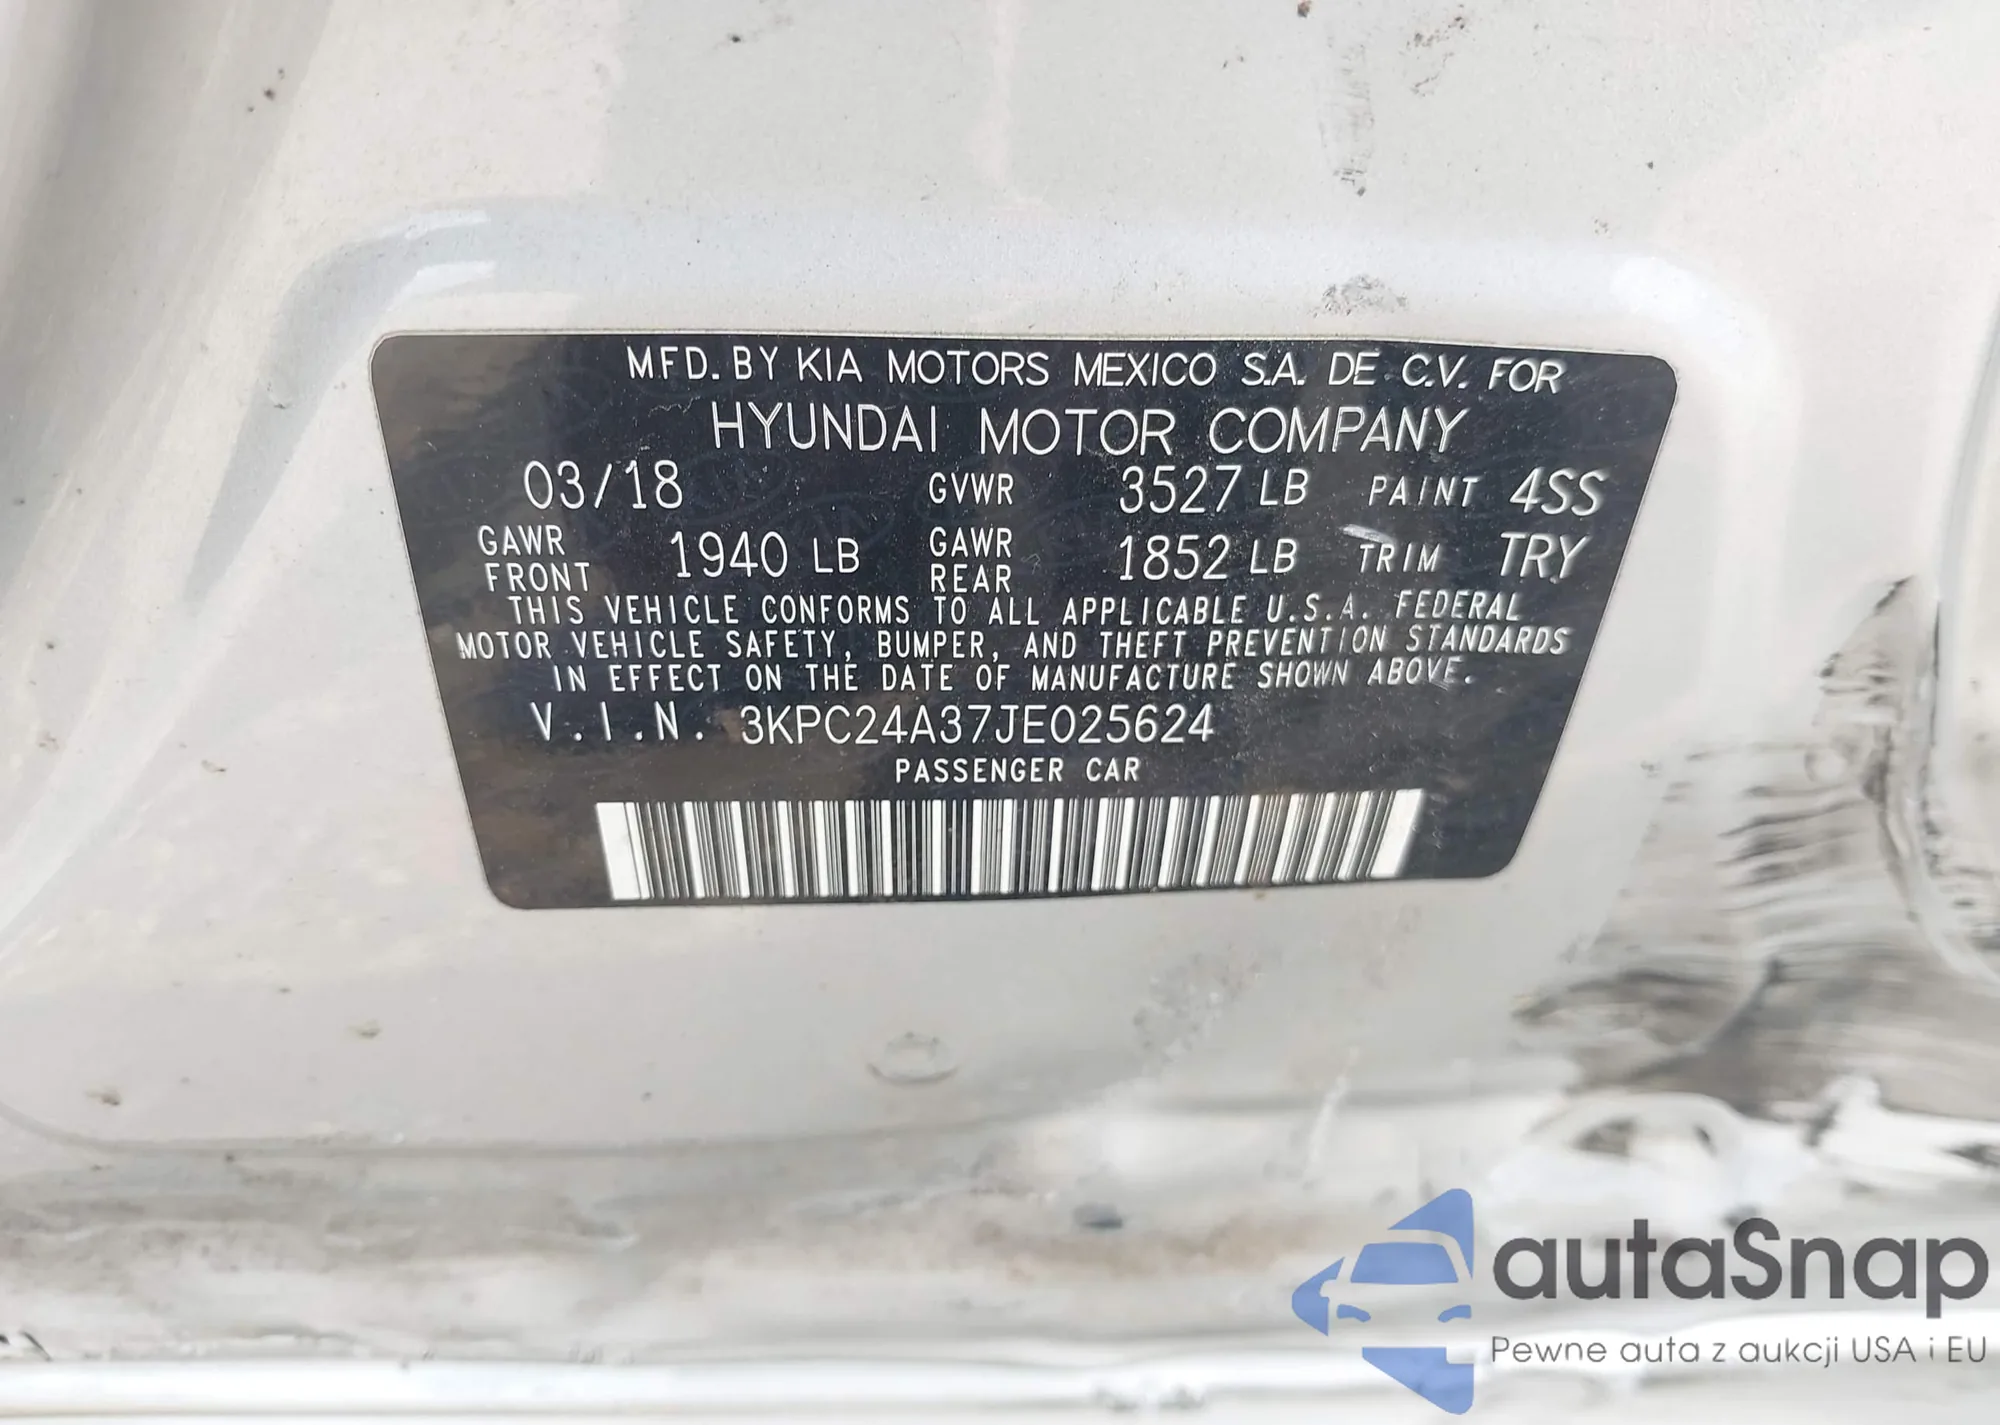 MFD. BY KIA MOTORS MEXICO S.A. DE C.V. FOR
HYUNDAI MOTOR COMPANY
03/18 GVWR 3527 LB PAINT 4SS
GAWR FRONT 1940 LB GAWR REAR 1852 LB TRIM TRY
THIS VEHICLE CONFORMS TO ALL APPLICABLE U.S.A. FEDERAL
MOTOR VEHICLE SAFETY, BUMPER, AND THEFT PREVENTION STANDARDS
IN EFFECT ON THE DATE OF MANUFACTURE SHOWN ABOVE.
V.I.N. 3KPC24A37JE025624
PASSENGER CAR
autaSnap
Pewne auta z aukcji USA i EU